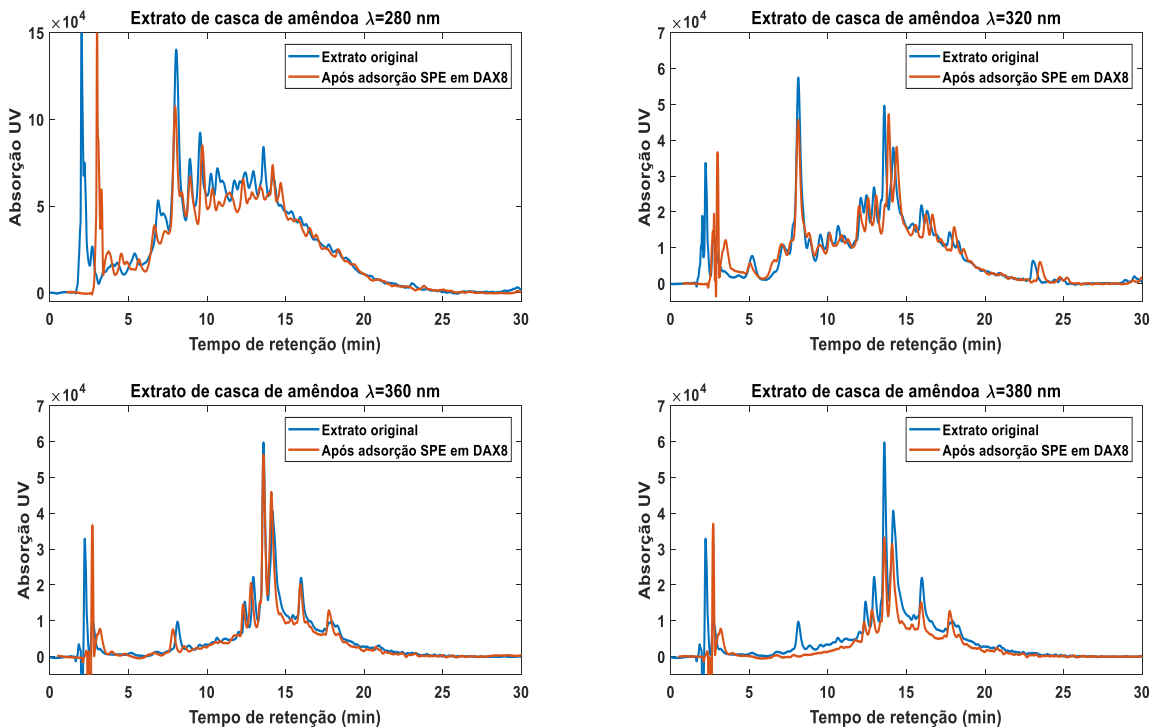 Extrato de casca de amêndoa λ=280 nm
×10⁴
15
10
5
0
Absorção UV
Extrato original
Após adsorção SPE em DAX8
0 5 10 15 20 25 30
Tempo de retenção (min)
Extrato de casca de amêndoa λ=320 nm
×10⁴
7
6
5
4
3
2
1
0
Absorção UV
Extrato original
Após adsorção SPE em DAX8
0 5 10 15 20 25 30
Tempo de retenção (min)
Extrato de casca de amêndoa λ=360 nm
×10⁴
7
6
5
4
3
2
1
0
Absorção UV
Extrato original
Após adsorção SPE em DAX8
0 5 10 15 20 25 30
Tempo de retenção (min)
Extrato de casca de amêndoa λ=380 nm
×10⁴
7
6
5
4
3
2
1
0
Absorção UV
Extrato original
Após adsorção SPE em DAX8
0 5 10 15 20 25 30
Tempo de retenção (min)